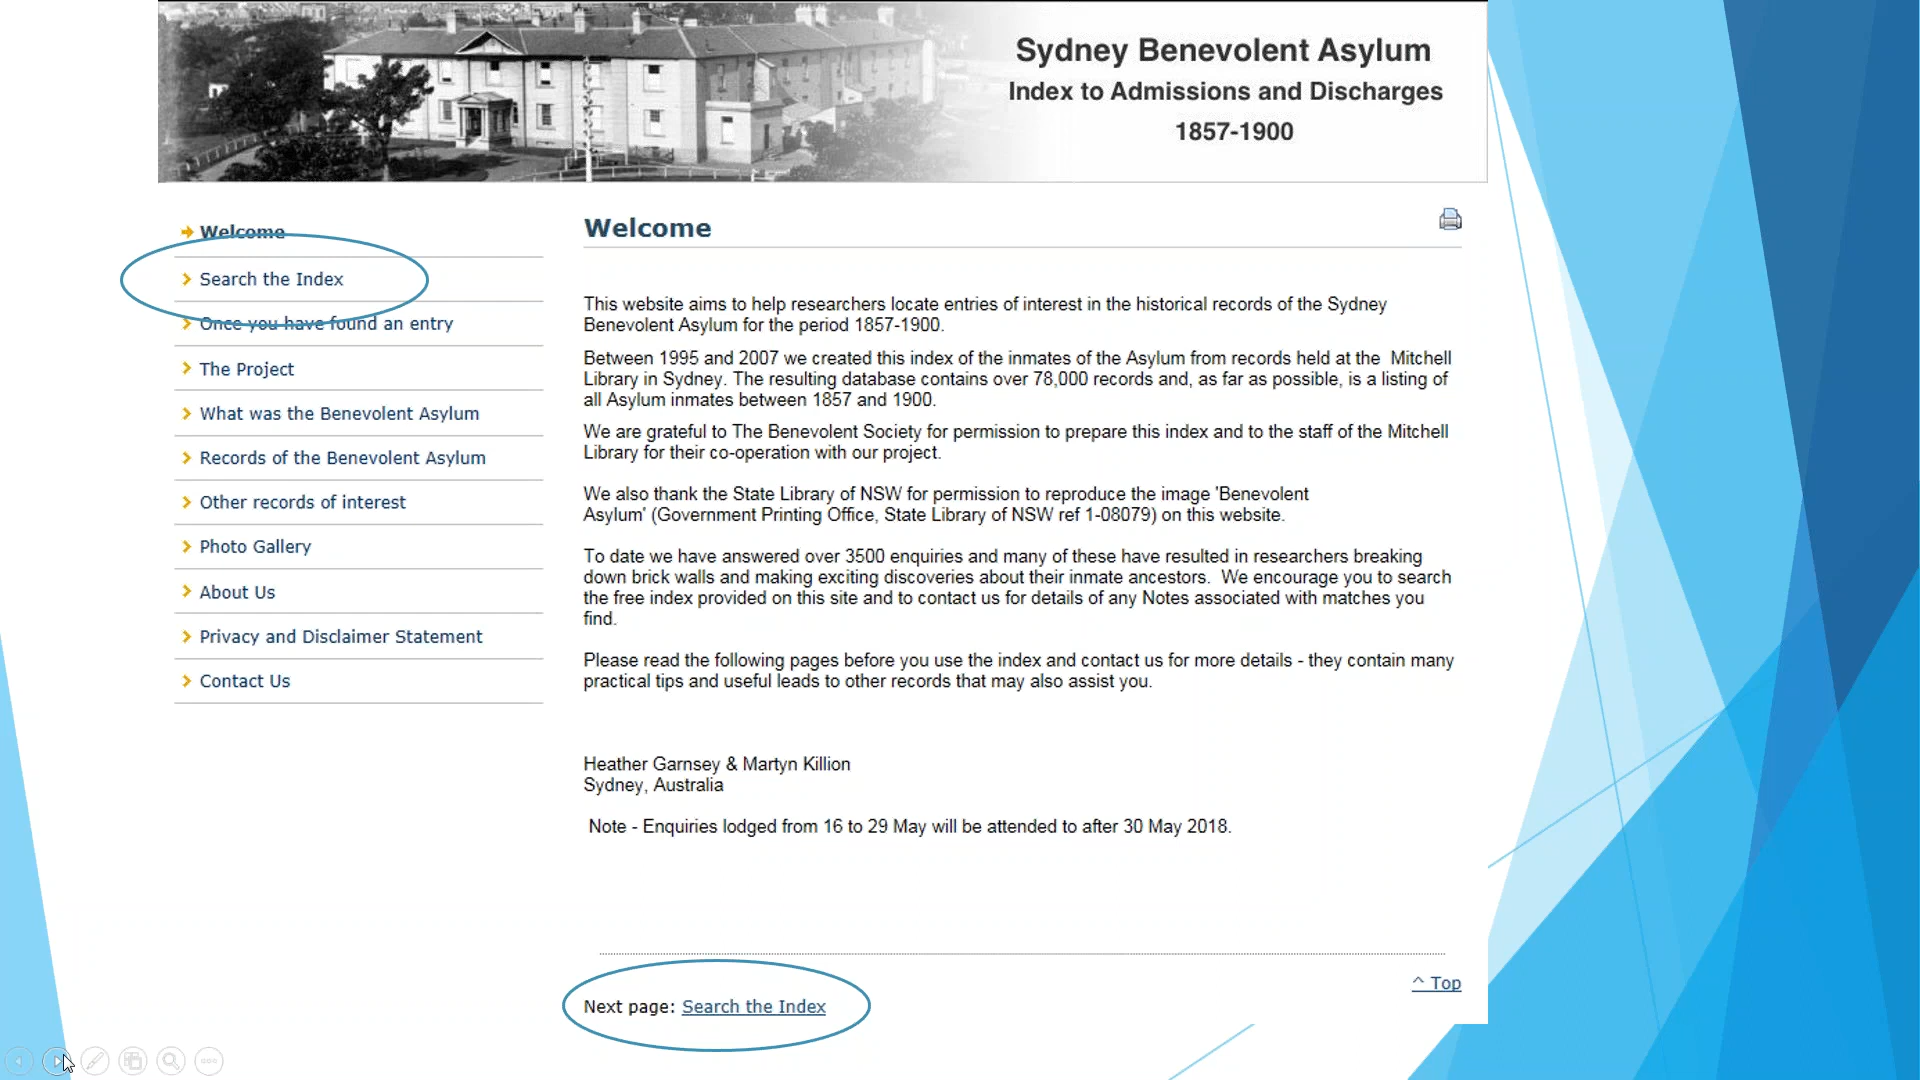 Sydney Benevolent Asylum
Index to Admissions and Discharges
1857-1900
Welcome
Search the Index
Once you have found an entry
The Project
What was the Benevolent Asylum
Records of the Benevolent Asylum
Other records of interest
Photo Gallery
About Us
Privacy and Disclaimer Statement
Contact Us
Welcome
This website aims to help researchers locate entries of interest in the historical records of the Sydney
Benevolent Asylum for the period 1857-1900.
Between 1995 and 2007 we created this index of the inmates of the Asylum from records held at the Mitchell
Library in Sydney. The resulting database contains over 78,000 records and, as far as possible, is a listing of
all Asylum inmates between 1857 and 1900.
We are grateful to The Benevolent Society for permission to prepare this index and to the staff of the Mitchell
Library for their co-operation with our project.
We also thank the State Library of NSW for permission to reproduce the image 'Benevolent
Asylum' (Government Printing Office, State Library of NSW ref 1-08079) on this website.
To date we have answered over 3500 enquiries and many of these have resulted in researchers breaking
down brick walls and making exciting discoveries about their inmate ancestors. We encourage you to search
the free index provided on this site and to contact us for details of any Notes associated with matches you
find.
Please read the following pages before you use the index and contact us for more details - they contain many
practical tips and useful leads to other records that may also assist you.
Heather Garnsey & Martyn Killion
Sydney, Australia
Note - Enquiries lodged from 16 to 29 May will be attended to after 30 May 2018.
^ Top
Next page: Search the Index